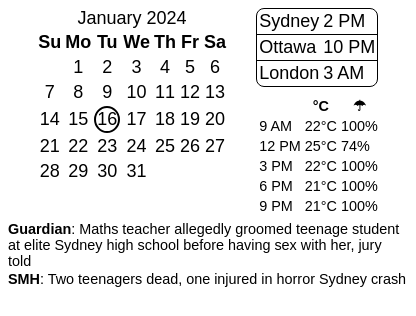 January 2024
Su Mo Tu We Th Fr Sa
1 2 3 4 5 6
7 8 9 10 11 12 13
14 15 16 17 18 19 20
21 22 23 24 25 26 27
28 29 30 31
Sydney 2 PM
Ottawa 10 PM
London 3 AM
°C ☂
9 AM 22°C 100%
12 PM 25°C 74%
3 PM 22°C 100%
6 PM 21°C 100%
9 PM 21°C 100%
Guardian: Maths teacher allegedly groomed teenage student
at elite Sydney high school before having sex with her, jury
told
SMH: Two teenagers dead, one injured in horror Sydney crash